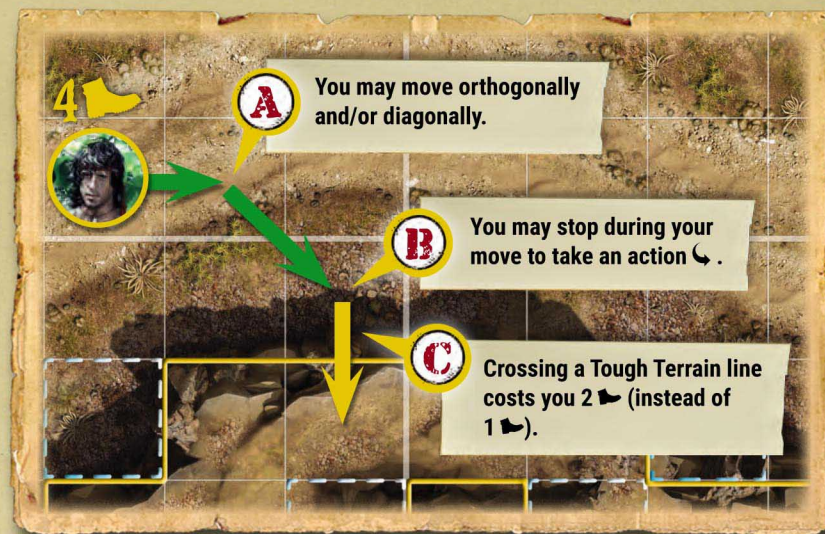 4
A
You may move orthogonally
and/or diagonally.
B
You may stop during your
move to take an action .
C
Crossing a Tough Terrain line
costs you 2 (instead of
1 ).